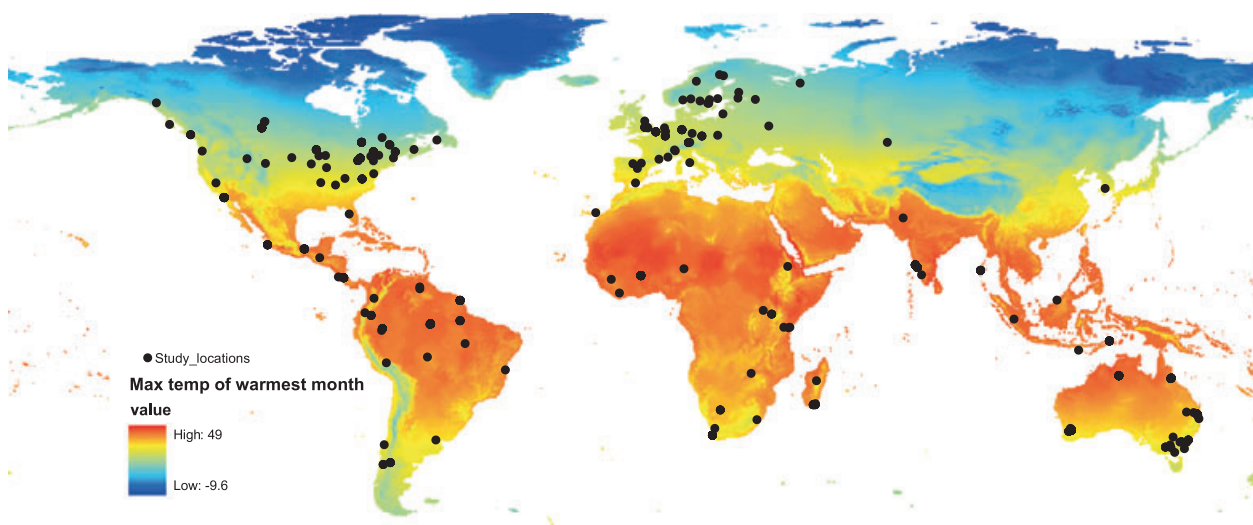 Study_locations
Max temp of warmest month
value
High: 49
Low: -9.6